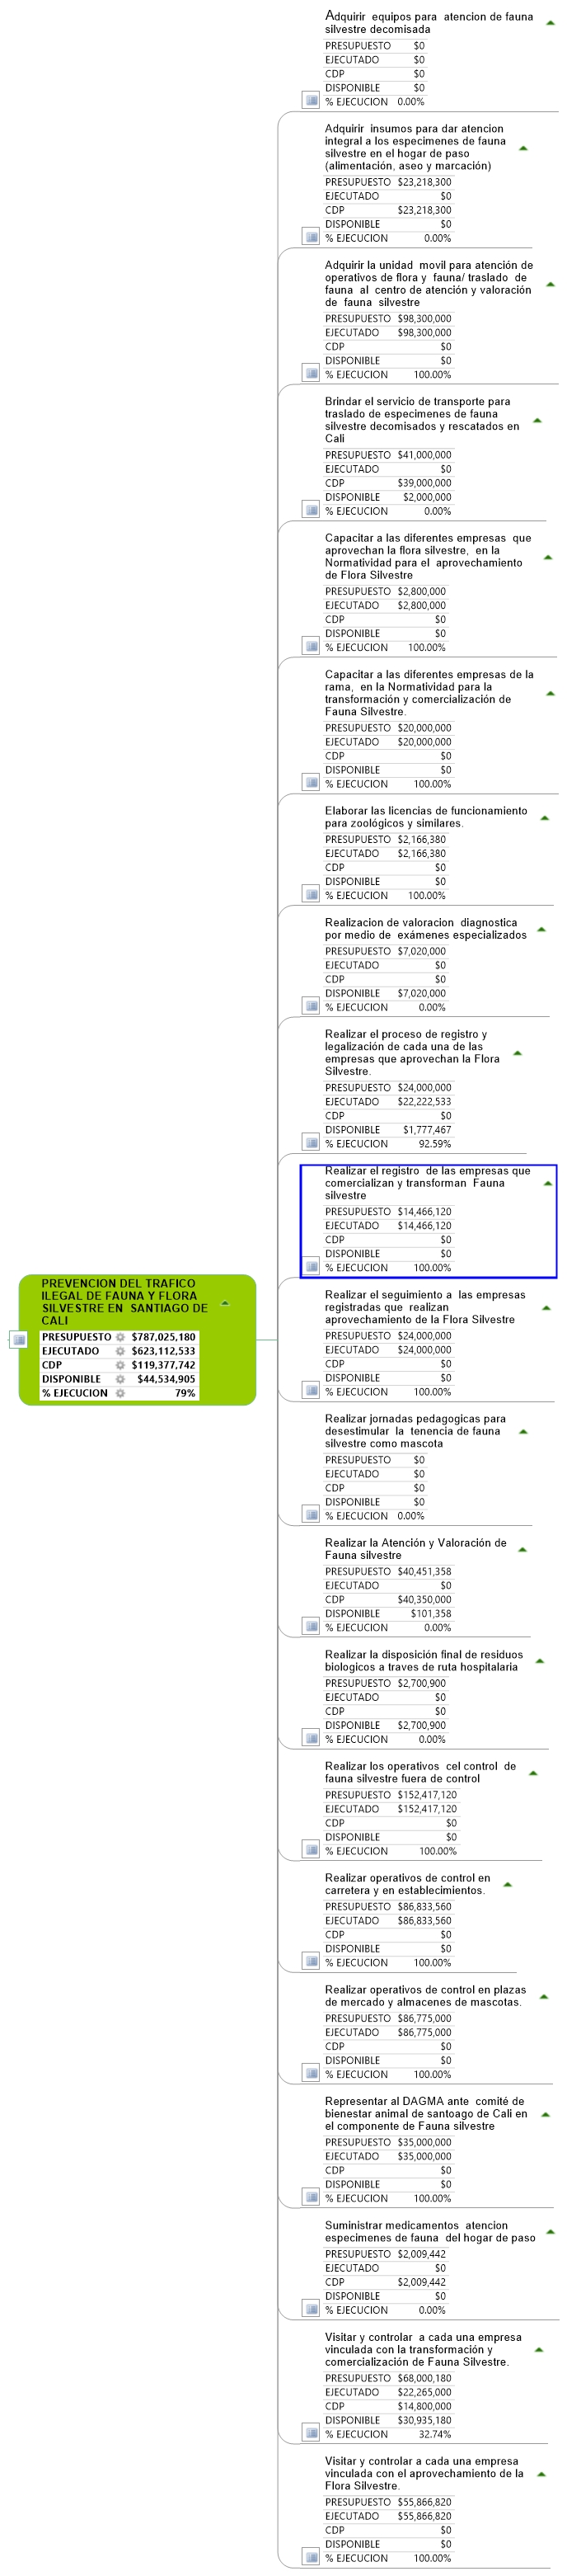 Adquirir equipos para atencion de fauna
silvestre decomisada
PRESUPUESTO $0
EJECUTADO $0
CDP $0
DISPONIBLE $0
% EJECUCION 0.00%
Adquirir insumos para dar atencion
integral a los especimenes de fauna
silvestre en el hogar de paso
(alimentación, aseo y marcación)
PRESUPUESTO $23,218,300
EJECUTADO $0
CDP $23,218,300
DISPONIBLE $0
% EJECUCION 0.00%
Adquirir la unidad movil para atención de
operativos de flora y fauna/ traslado de
fauna al centro de atención y valoración
de fauna silvestre
PRESUPUESTO $98,300,000
EJECUTADO $98,300,000
CDP $0
DISPONIBLE $0
% EJECUCION 100.00%
Brindar el servicio de transporte para
traslado de especimenes de fauna
silvestre decomisados y rescatados en
Cali
PRESUPUESTO $41,000,000
EJECUTADO $0
CDP $39,000,000
DISPONIBLE $2,000,000
% EJECUCION 0.00%
Capacitar a las diferentes empresas que
aprovechan la flora silvestre, en la
Normatividad para el aprovechamiento
de Flora Silvestre
PRESUPUESTO $2,800,000
EJECUTADO $2,800,000
CDP $0
DISPONIBLE $0
% EJECUCION 100.00%
Capacitar a las diferentes empresas de la
rama, en la Normatividad para la
transformación y comercialización de
Fauna Silvestre.
PRESUPUESTO $20,000,000
EJECUTADO $20,000,000
CDP $0
DISPONIBLE $0
% EJECUCION 100.00%
Elaborar las licencias de funcionamiento
para zoológicos y similares.
PRESUPUESTO $2,166,380
EJECUTADO $2,166,380
CDP $0
DISPONIBLE $0
% EJECUCION 100.00%
Realizacion de valoracion diagnostica
por medio de exámenes especializados
PRESUPUESTO $7,020,000
EJECUTADO $0
CDP $0
DISPONIBLE $7,020,000
% EJECUCION 0.00%
Realizar el proceso de registro y
legalización de cada una de las
empresas que aprovechan la Flora
Silvestre.
PRESUPUESTO $24,000,000
EJECUTADO $22,222,533
CDP $0
DISPONIBLE $1,777,467
% EJECUCION 92.59%
Realizar el registro de las empresas que
comercializan y transforman Fauna
silvestre
PRESUPUESTO $14,466,120
EJECUTADO $14,466,120
CDP $0
DISPONIBLE $0
% EJECUCION 100.00%
PREVENCION DEL TRAFICO
ILEGAL DE FAUNA Y FLORA
SILVESTRE EN SANTIAGO DE
CALI
PRESUPUESTO $787,025,180
EJECUTADO $623,112,533
CDP $119,377,742
DISPONIBLE $44,534,905
% EJECUCION 79%
Realizar el seguimiento a las empresas
registradas que realizan
aprovechamiento de la Flora Silvestre
PRESUPUESTO $24,000,000
EJECUTADO $24,000,000
CDP $0
DISPONIBLE $0
% EJECUCION 100.00%
Realizar jornadas pedagogicas para
desestimular la tenencia de fauna
silvestre como mascota
PRESUPUESTO $0
EJECUTADO $0
CDP $0
DISPONIBLE $0
% EJECUCION 0.00%
Realizar la Atención y Valoración de
Fauna silvestre
PRESUPUESTO $40,451,358
EJECUTADO $0
CDP $40,350,000
DISPONIBLE $101,358
% EJECUCION 0.00%
Realizar la disposición final de residuos
biologicos a traves de ruta hospitalaria
PRESUPUESTO $2,700,900
EJECUTADO $0
CDP $0
DISPONIBLE $2,700,900
% EJECUCION 0.00%
Realizar los operativos cel control de
fauna silvestre fuera de control
PRESUPUESTO $152,417,120
EJECUTADO $152,417,120
CDP $0
DISPONIBLE $0
% EJECUCION 100.00%
Realizar operativos de control en
carretera y en establecimientos.
PRESUPUESTO $86,833,560
EJECUTADO $86,833,560
CDP $0
DISPONIBLE $0
% EJECUCION 100.00%
Realizar operativos de control en plazas
de mercado y almacenes de mascotas.
PRESUPUESTO $86,775,000
EJECUTADO $86,775,000
CDP $0
DISPONIBLE $0
% EJECUCION 100.00%
Representar al DAGMA ante comité de
bienestar animal de santoago de Cali en
el componente de Fauna silvestre
PRESUPUESTO $35,000,000
EJECUTADO $35,000,000
CDP $0
DISPONIBLE $0
% EJECUCION 100.00%
Suministrar medicamentos atencion
especimenes de fauna del hogar de paso
PRESUPUESTO $2,009,442
EJECUTADO $0
CDP $2,009,442
DISPONIBLE $0
% EJECUCION 0.00%
Visitar y controlar a cada una empresa
vinculada con la transformación y
comercialización de Fauna Silvestre.
PRESUPUESTO $68,000,180
EJECUTADO $22,265,000
CDP $14,800,000
DISPONIBLE $30,935,180
% EJECUCION 32.74%
Visitar y controlar a cada una empresa
vinculada con el aprovechamiento de la
Flora Silvestre.
PRESUPUESTO $55,866,820
EJECUTADO $55,866,820
CDP $0
DISPONIBLE $0
% EJECUCION 100.00%